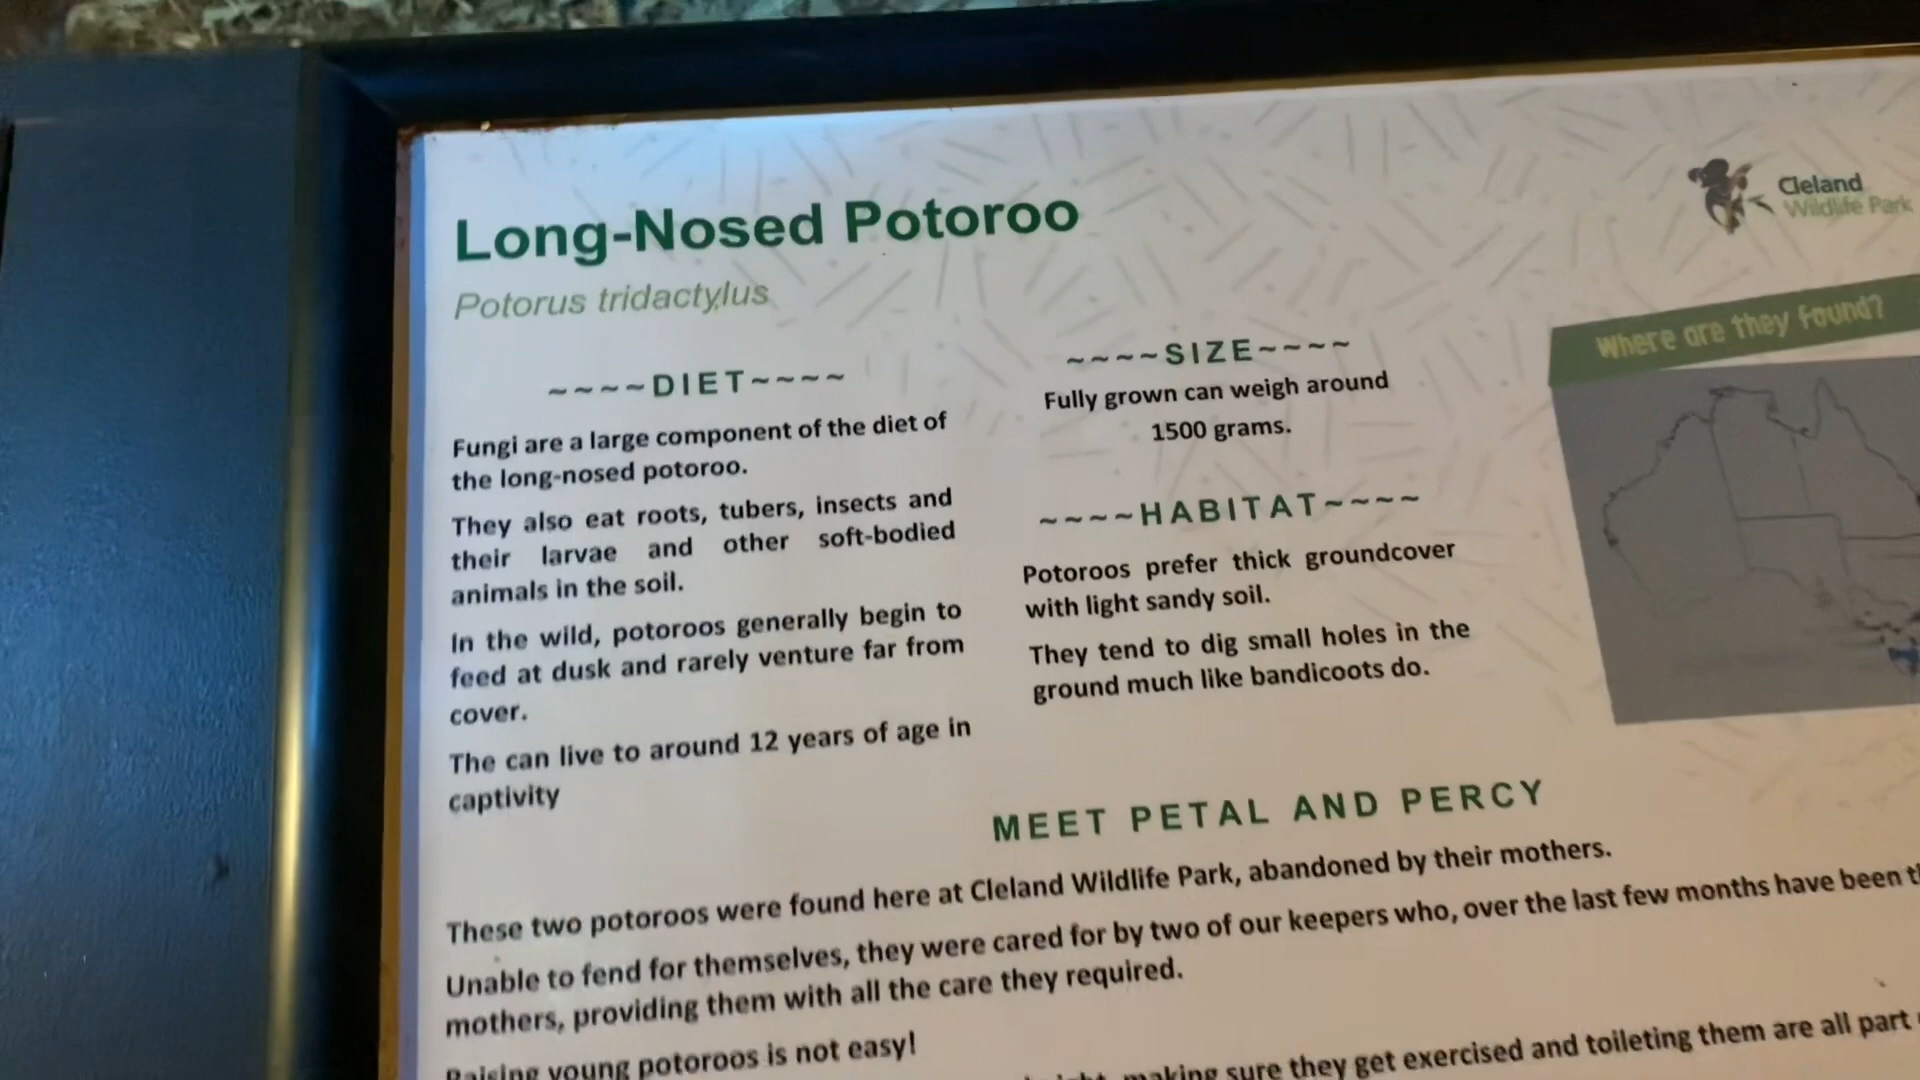 Long-Nosed Potoroo
Potorus tridactylus
Cleland
Wildlife Park
~~~~DIET~~~~
Fungi are a large component of the diet of
the long-nosed potoroo.
They also eat roots, tubers, insects and
their larvae and other soft-bodied
animals in the soil.
In the wild, potoroos generally begin to
feed at dusk and rarely venture far from
cover.
The can live to around 12 years of age in
captivity
~~~~SIZE~~~~
Fully grown can weigh around
1500 grams.
~~~~HABITAT~~~~
Potoroos prefer thick groundcover
with light sandy soil.
They tend to dig small holes in the
ground much like bandicoots do.
Where are they found?
MEET PETAL AND PERCY
These two potoroos were found here at Cleland Wildlife Park, abandoned by their mothers.
Unable to fend for themselves, they were cared for by two of our keepers who, over the last few months have been
mothers, providing them with all the care they required.
Raising young potoroos is not easy!
making sure they get exercised and toileting them are all part